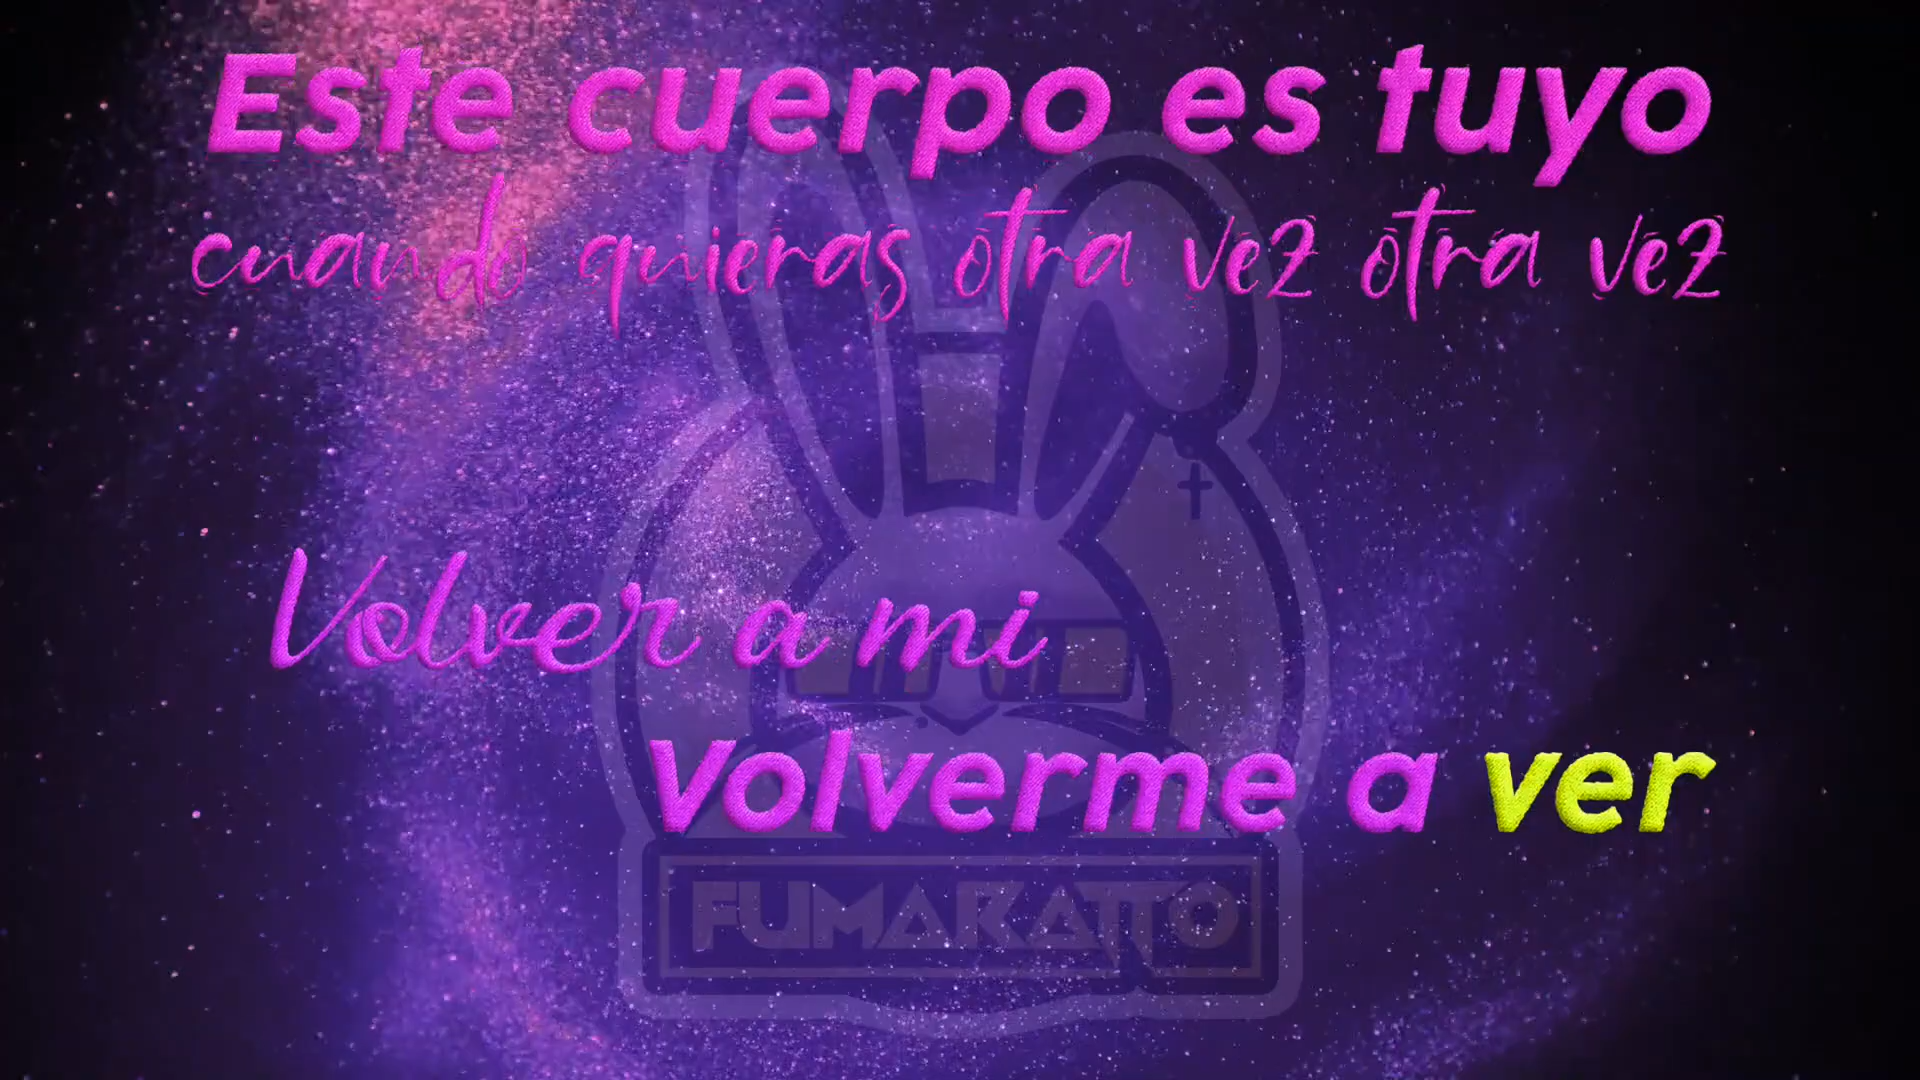 Este cuerpo es tuyo
cuando quieras otra vez otra vez
Volver a mi
Volverme a ver
FUMARATTO